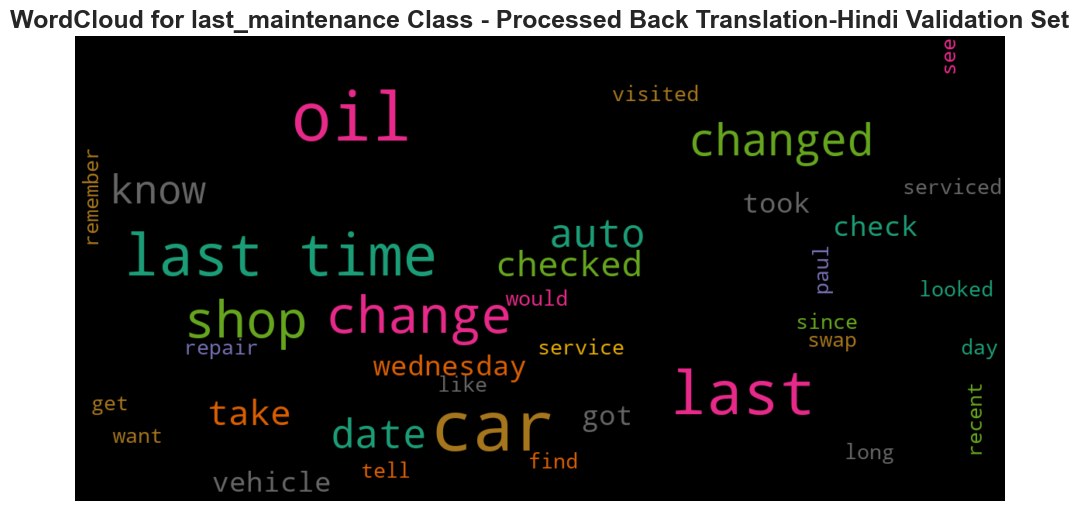 WordCloud for last_maintenance Class - Processed Back Translation-Hindi Validation Set
see
visited
oil
changed
remember
know
serviced
took
check
auto
last time
checked
paul
looked
would
change
shop
since
swap
repair
service
day
wednesday
like
last
get
take
car
got
recent
want
date
long
find
tell
vehicle